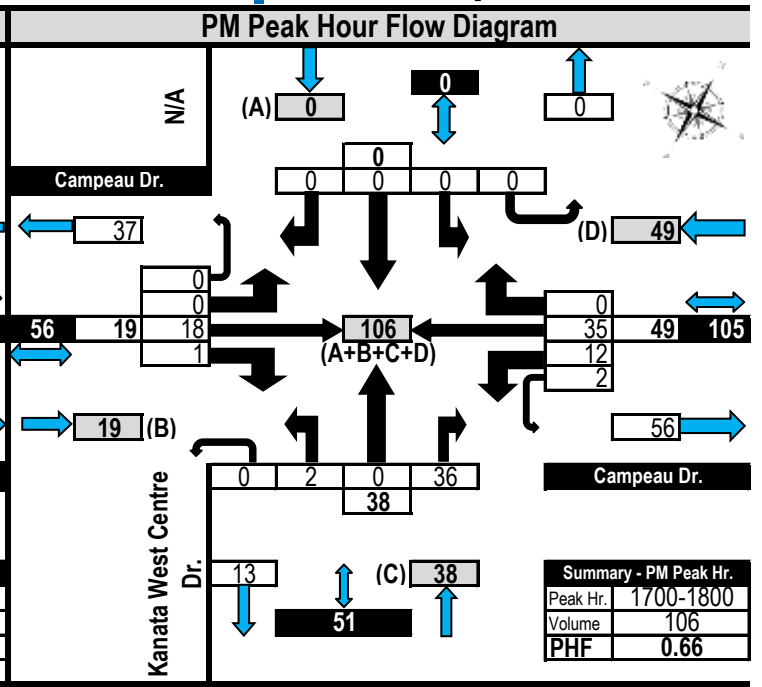 PM Peak Hour Flow Diagram
N/A
(A) 0
0
0
0
0 0 0 0
Campeau Dr.
37
(D) 49
0
0
56 19 18
1
106
(A+B+C+D)
0
35 49 105
12
2
19 (B)
56
0 2 0 36
38
Campeau Dr.
Kanata West Centre
Dr.
13
(C) 38
51
Summary - PM Peak Hr.
Peak Hr. 1700-1800
Volume 106
PHF 0.66